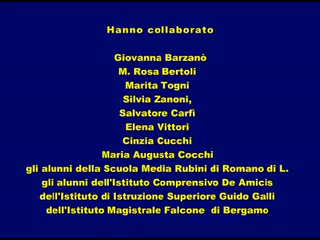 Hanno collaborato
Giovanna Barzanò
M. Rosa Bertoli
Marita Togni
Silvia Zanoni,
Salvatore Carfì
Elena Vittori
Cinzia Cucchi
Maria Augusta Cocchi
gli alunni della Scuola Media Rubini di Romano di L.
gli alunni dell'Istituto Comprensivo De Amicis
dell'Istituto di Istruzione Superiore Guido Galli
dell'Istituto Magistrale Falcone  di Bergamo